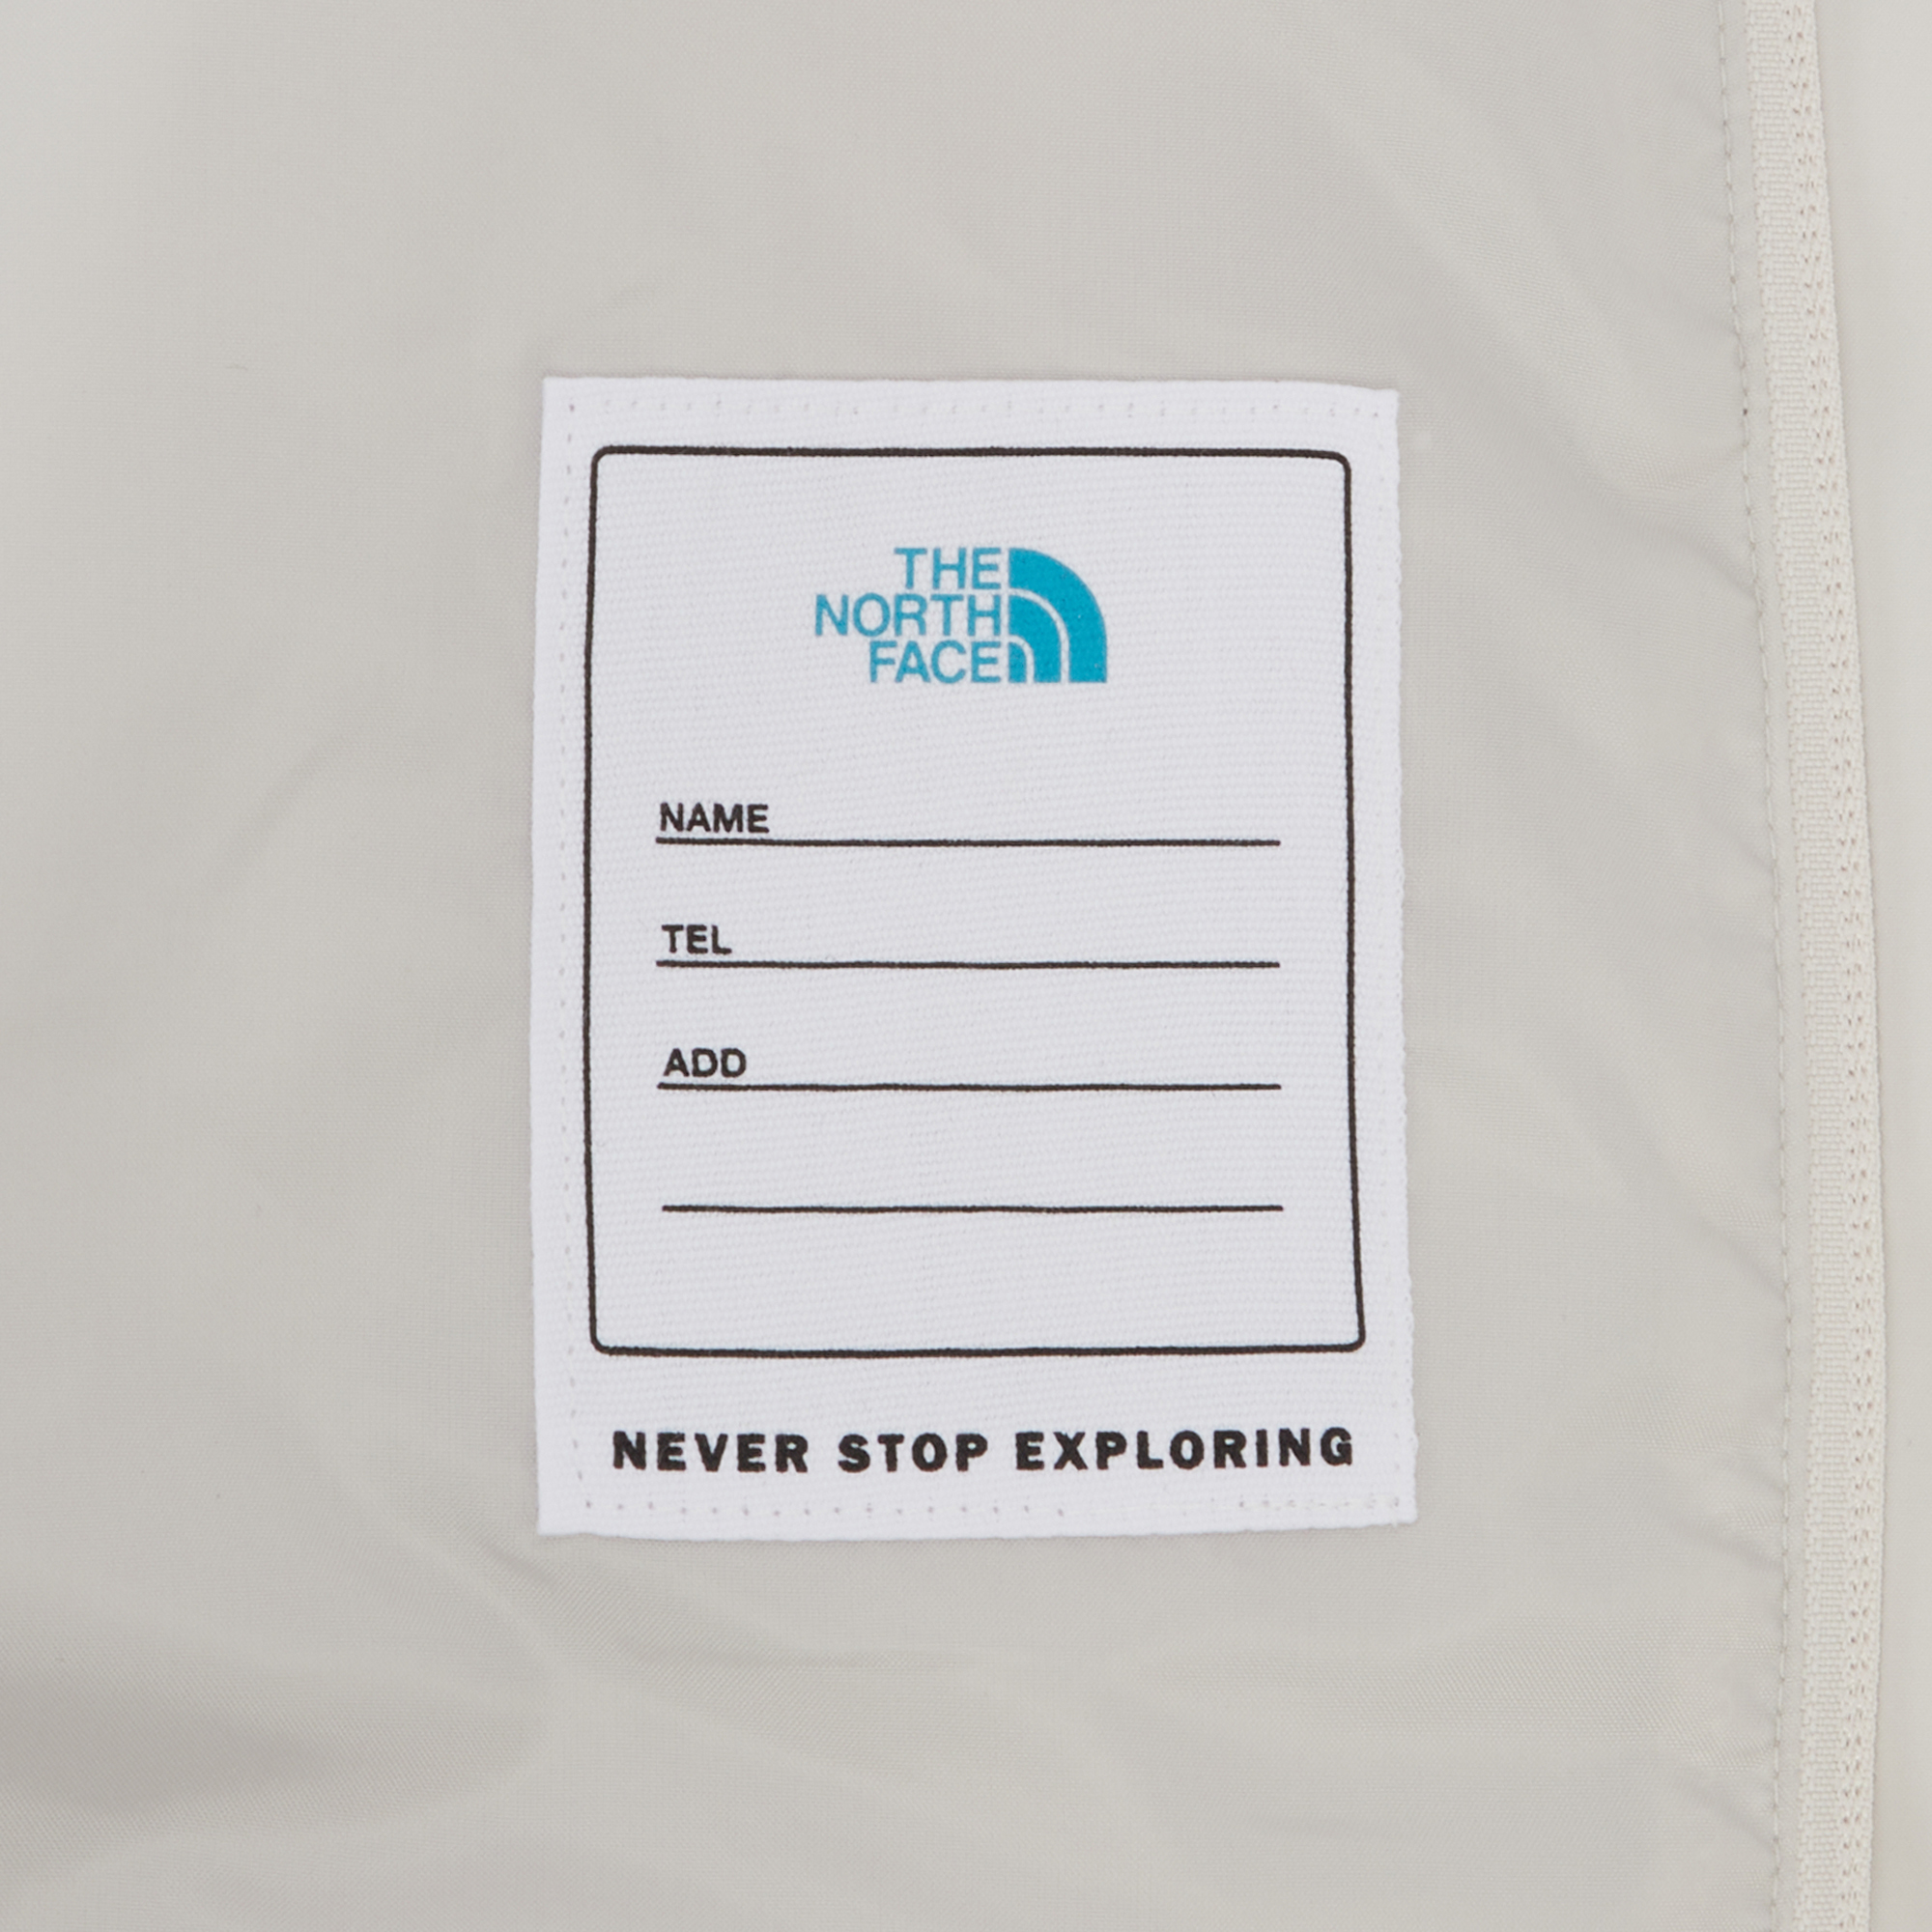 THE
NORTH
FACE
NAME
TEL
ADD
NEVER STOP EXPLORING